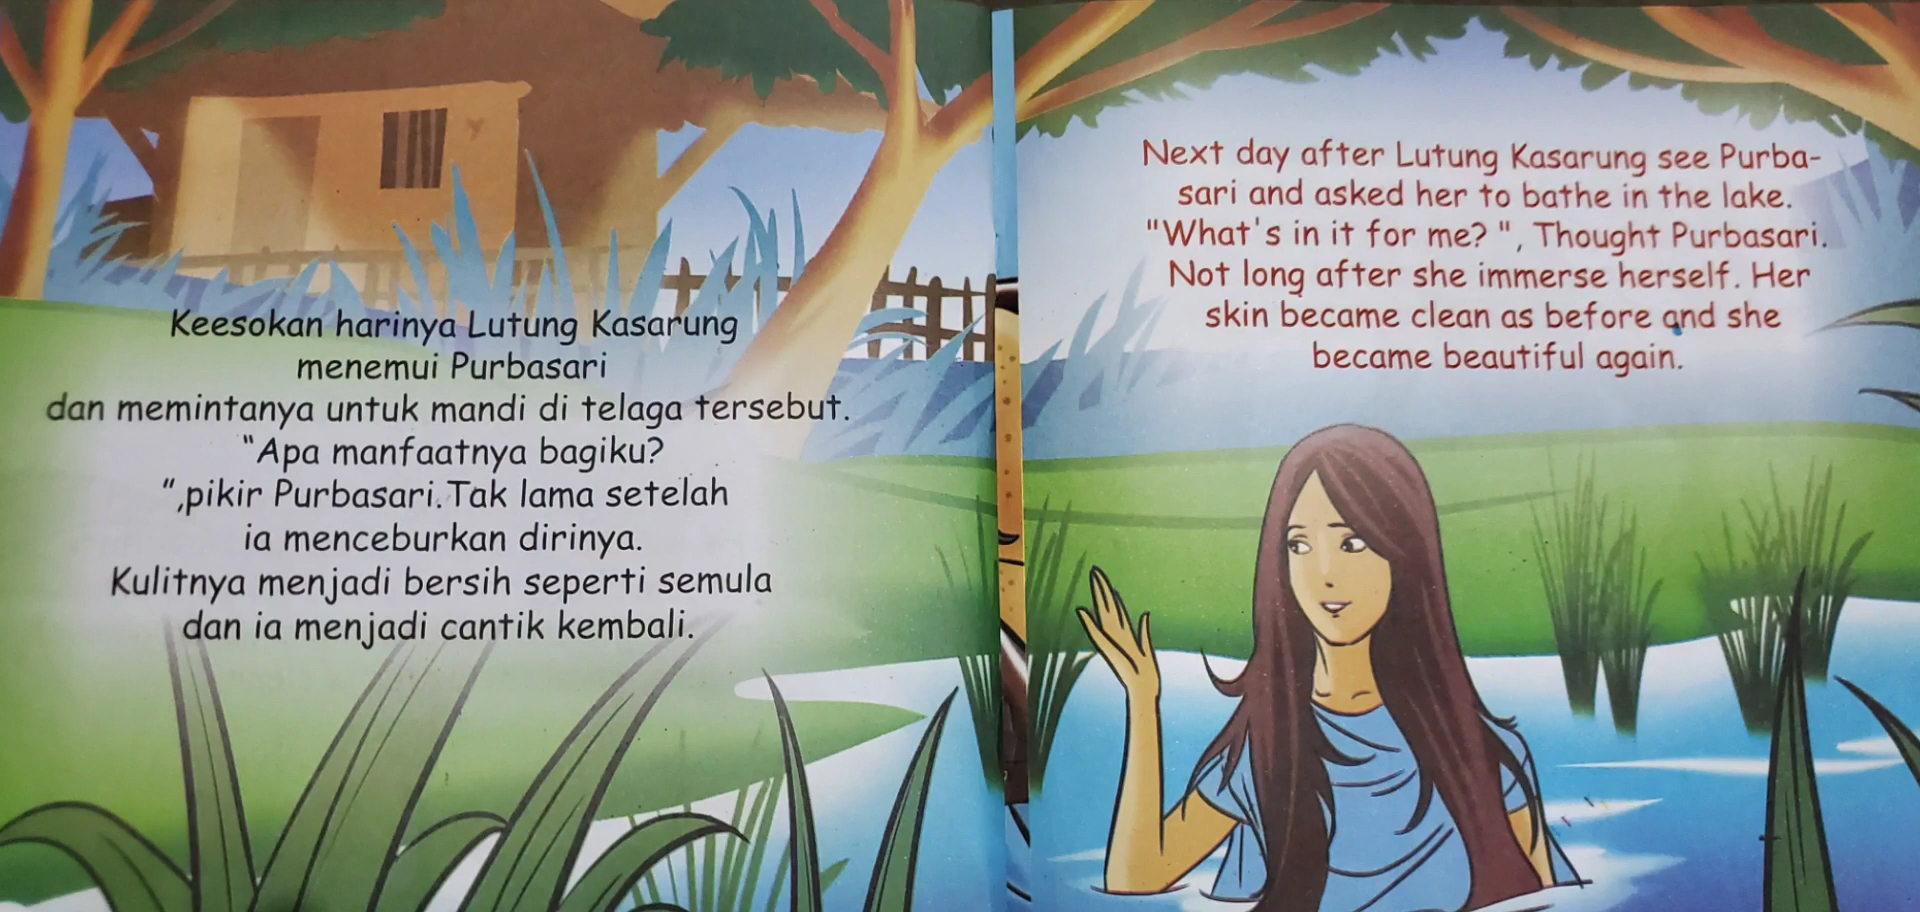 Keesokan harinya Lutung Kasarung
menemui Purbasari
dan memintanya untuk mandi di telaga tersebut.
"Apa manfaatnya bagiku?
",pikir Purbasari.Tak lama setelah
ia menceburkan dirinya.
Kulitnya menjadi bersih seperti semula
dan ia menjadi cantik kembali.
Next day after Lutung Kasarung see Purba-
sari and asked her to bathe in the lake.
"What's in it for me? ", Thought Purbasari.
Not long after she immerse herself. Her
skin became clean as before and she
became beautiful again.